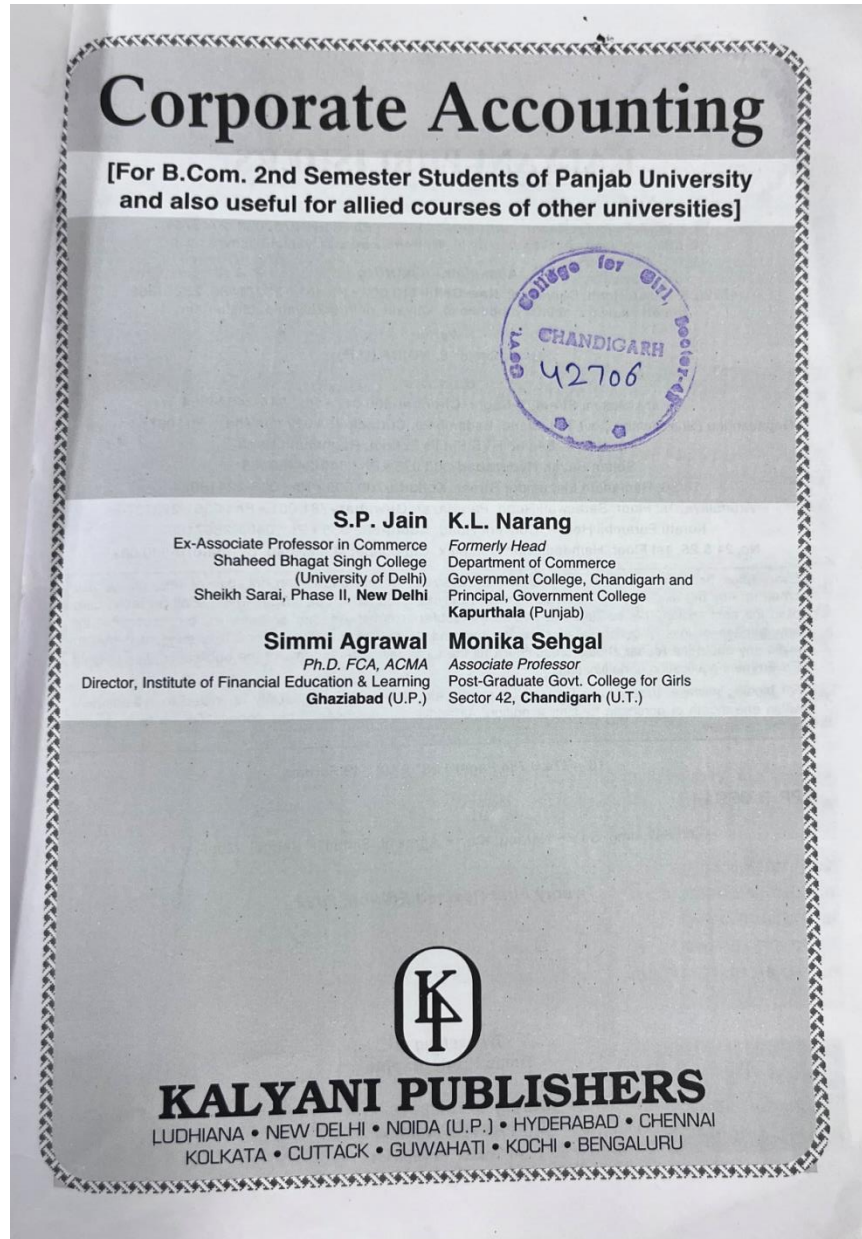 Corporate Accounting
[For B.Com. 2nd Semester Students of Panjab University
and also useful for allied courses of other universities]
Govt. College for Girl, Sector-42
CHANDIGARH
42706
S.P. Jain
Ex-Associate Professor in Commerce
Shaheed Bhagat Singh College
(University of Delhi)
Sheikh Sarai, Phase II, New Delhi
K.L. Narang
Formerly Head
Department of Commerce
Government College, Chandigarh and
Principal, Government College
Kapurthala (Punjab)
Simmi Agrawal
Ph.D. FCA, ACMA
Director, Institute of Financial Education & Learning
Ghaziabad (U.P.)
Monika Sehgal
Associate Professor
Post-Graduate Govt. College for Girls
Sector 42, Chandigarh (U.T.)
KALYANI PUBLISHERS
LUDHIANA • NEW DELHI • NOIDA (U.P.) • HYDERABAD • CHENNAI
KOLKATA • CUTTACK • GUWAHATI • KOCHI • BENGALURU